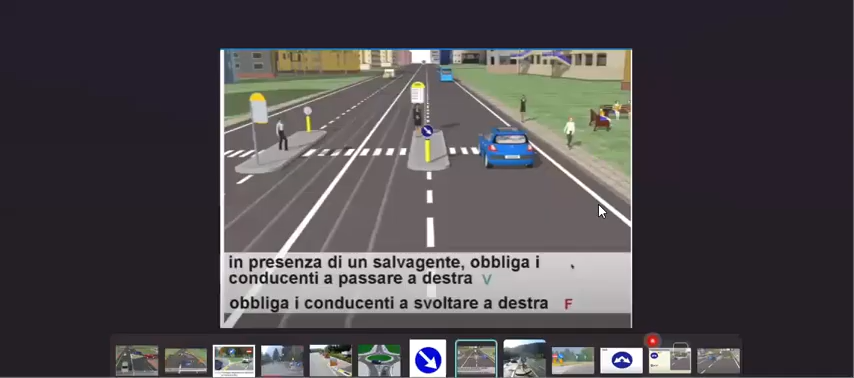 in presenza di un salvagente, obbliga i
conducenti a passare a destra V
obbliga i conducenti a svoltare a destra F